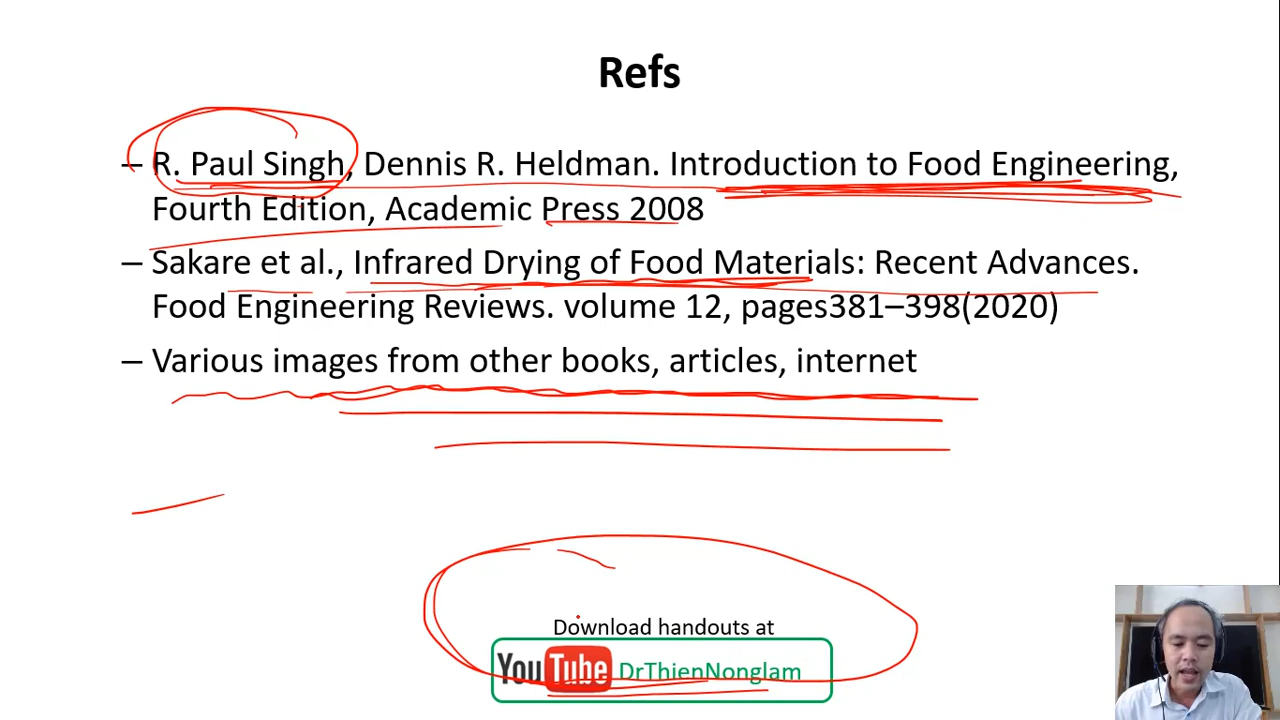 Refs
– R. Paul Singh, Dennis R. Heldman. Introduction to Food Engineering,
Fourth Edition, Academic Press 2008
– Sakare et al., Infrared Drying of Food Materials: Recent Advances.
Food Engineering Reviews. volume 12, pages381–398(2020)
– Various images from other books, articles, internet
Download handouts at
YouTube DrThienNonglam